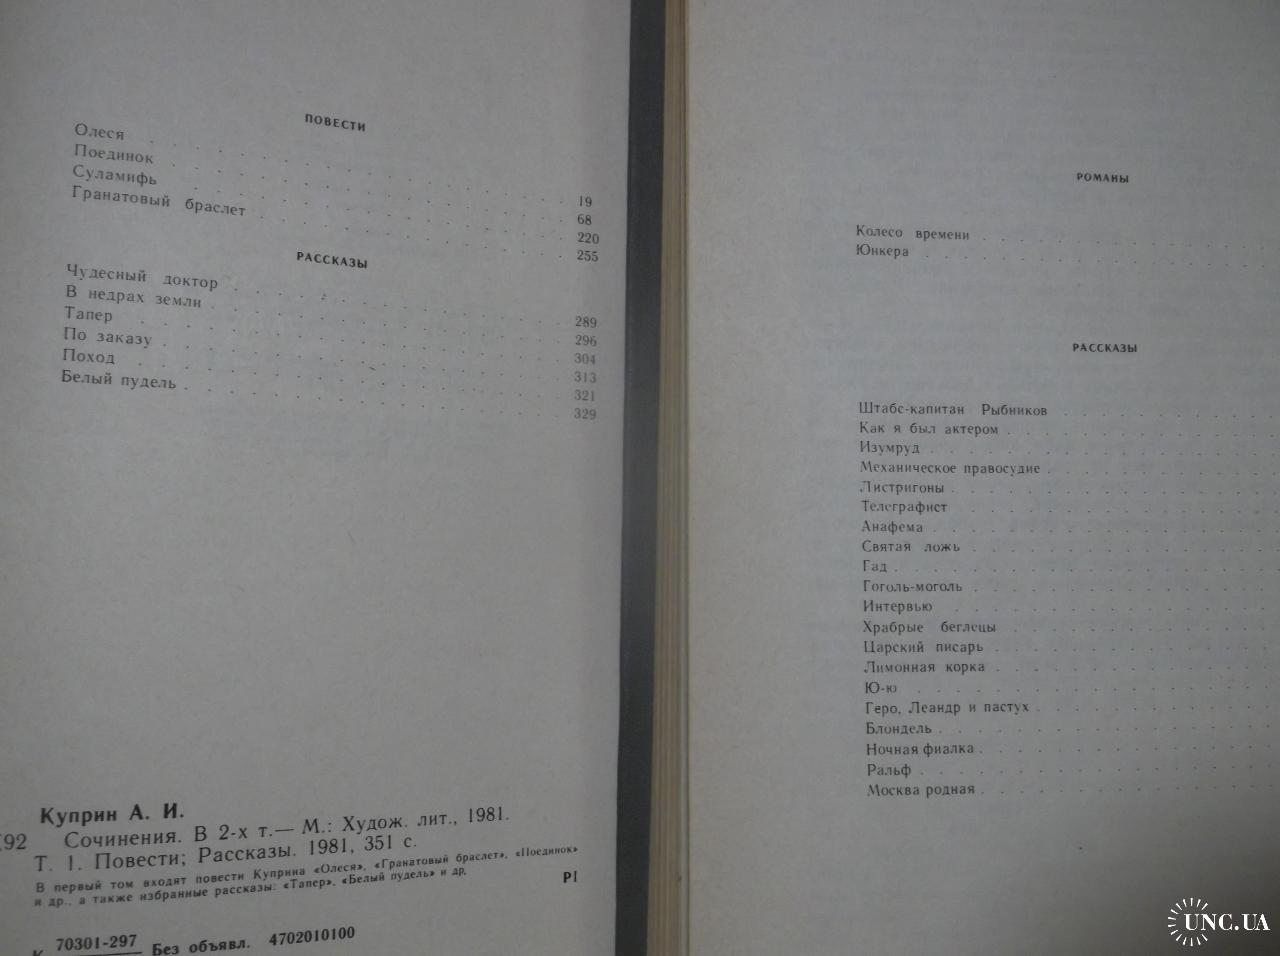 ПОВЕСТИ
Олеся . . . . . . . . . . 19
Поединок . . . . . . . . . . 68
Суламифь . . . . . . . . . . 220
Гранатовый браслет . . . . . . . . . . 255
РАССКАЗЫ
Чудесный доктор . . . . . . . . . . 289
В недрах земли . . . . . . . . . . 296
Тапер . . . . . . . . . . 304
По заказу . . . . . . . . . . 313
Поход . . . . . . . . . . 321
Белый пудель . . . . . . . . . . 329
Куприн А. И.
92 Сочинения. В 2-х т.— М.: Худож. лит., 1981.
Т. 1. Повести; Рассказы. 1981, 351 с.
В первый том входят повести Куприна «Олеся», «Гранатовый браслет», «Поединок»
и др., а также избранные рассказы: «Тапер», «Белый пудель» и др.
Р1
70301-297
Без объявл. 4702010100
РОМАНЫ
Колесо времени . . . . . . . . . .
Юнкера . . . . . . . . . .
РАССКАЗЫ
Штабс-капитан Рыбников . . . . . . . . . .
Как я был актером . . . . . . . . . .
Изумруд . . . . . . . . . .
Механическое правосудие . . . . . . . . . .
Листригоны . . . . . . . . . .
Телеграфист . . . . . . . . . .
Анафема . . . . . . . . . .
Святая ложь . . . . . . . . . .
Гад . . . . . . . . . .
Гоголь-моголь . . . . . . . . . .
Интервью . . . . . . . . . .
Храбрые беглецы . . . . . . . . . .
Царский писарь . . . . . . . . . .
Лимонная корка . . . . . . . . . .
Ю-ю . . . . . . . . . .
Геро, Леандр и пастух . . . . . . . . . .
Блондель . . . . . . . . . .
Ночная фиалка . . . . . . . . . .
Ральф . . . . . . . . . .
Москва родная . . . . . . . . . .
UNC.UA